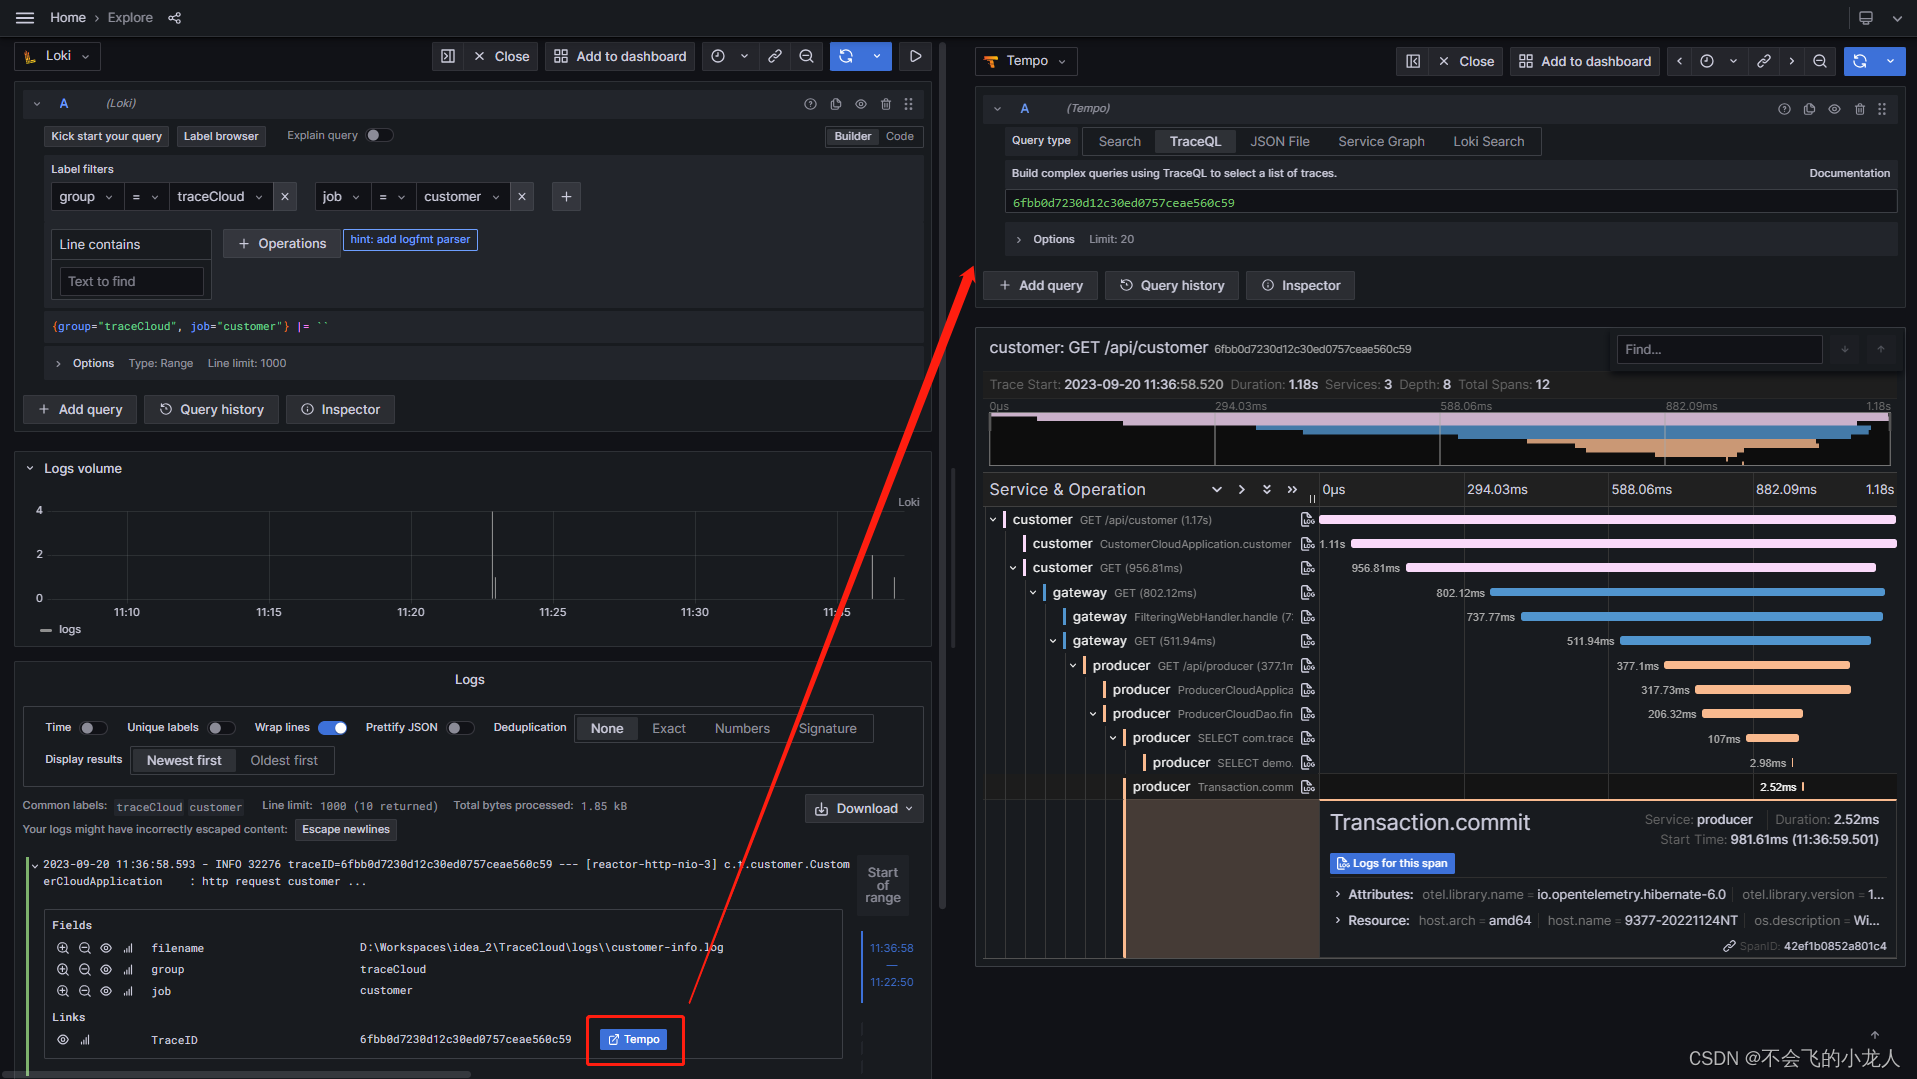 Home › Explore
Loki
Close
Add to dashboard
A (Loki)
Kick start your query
Label browser
Explain query
Builder
Code
Label filters
group = traceCloud
job = customer
Line contains
Text to find
Operations
hint: add logfmt parser
{group="traceCloud", job="customer"} |= ``
Options Type: Range Line limit: 1000
Add query
Query history
Inspector
Logs volume
Loki
4
2
0
11:10
11:15
11:20
11:25
11:30
logs
Logs
Time
Unique labels
Wrap lines
Prettify JSON
Deduplication
None
Exact
Numbers
Signature
Display results
Newest first
Oldest first
Common labels: traceCloud customer Line limit: 1000 (10 returned) Total bytes processed: 1.85 kB
Download
Your logs might have incorrectly escaped content: Escape newlines
2023-09-20 11:36:58.593 - INFO 32276 traceID=6fbb0d7230d12c30ed0757ceae560c59 --- [reactor-http-nio-3] c.t.customer.Custom
erCloudApplication : http request customer ...
Start
of
range
Fields
filename D:\Workspaces\idea_2\TraceCloud\logs\\customer-info.log
group traceCloud
job customer
11:36:58
—
11:22:50
Links
TraceID 6fbb0d7230d12c30ed0757ceae560c59 Tempo
Tempo
Close
Add to dashboard
A (Tempo)
Query type
Search
TraceQL
JSON File
Service Graph
Loki Search
Build complex queries using TraceQL to select a list of traces.
Documentation
6fbb0d7230d12c30ed0757ceae560c59
Options Limit: 20
Add query
Query history
Inspector
customer: GET /api/customer 6fbb0d7230d12c30ed0757ceae560c59
Find...
Trace Start: 2023-09-20 11:36:58.520 Duration: 1.18s Services: 3 Depth: 8 Total Spans: 12
0μs 294.03ms 588.06ms 882.09ms 1.18s
Service & Operation
0μs 294.03ms 588.06ms 882.09ms 1.18s
customer GET /api/customer (1.17s)
customer CustomerCloudApplication.customer 1.11s
customer GET (956.81ms) 956.81ms
gateway GET (802.12ms) 802.12ms
gateway FilteringWebHandler.handle (7 737.77ms
gateway GET (511.94ms) 511.94ms
producer GET /api/producer (377.1m 377.1ms
producer ProducerCloudApplica 317.73ms
producer ProducerCloudDao.fin 206.32ms
producer SELECT com.trace 107ms
producer SELECT demo. 2.98ms
producer Transaction.comm 2.52ms
Transaction.commit
Service: producer Duration: 2.52ms
Start Time: 981.61ms (11:36:59.501)
Logs for this span
Attributes: otel.library.name = io.opentelemetry.hibernate-6.0 otel.library.version = 1...
Resource: host.arch = amd64 host.name = 9377-20221124NT os.description = Wi...
SpanID: 42ef1b0852a801c4
CSDN @不会飞的小龙人